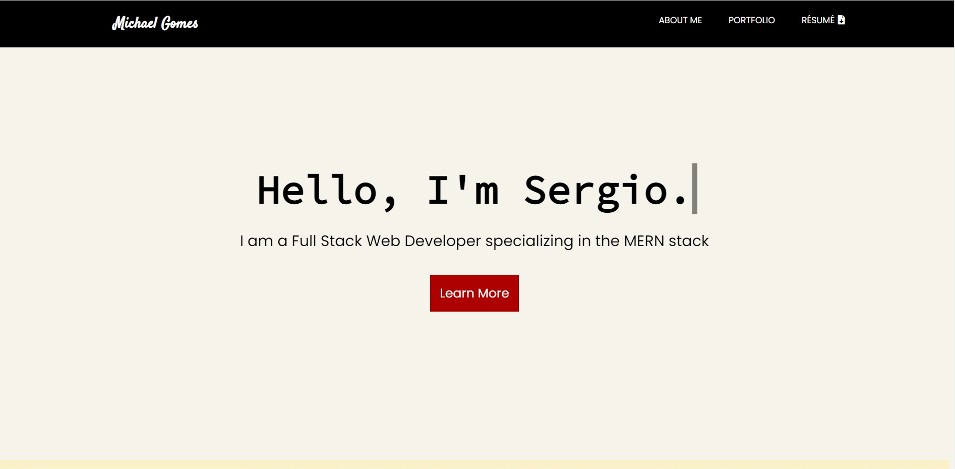 Michael Gomes ABOUT ME PORTFOLIO RÉSUMÉ
Hello, I'm Sergio.
I am a Full Stack Web Developer specializing in the MERN stack
Learn More